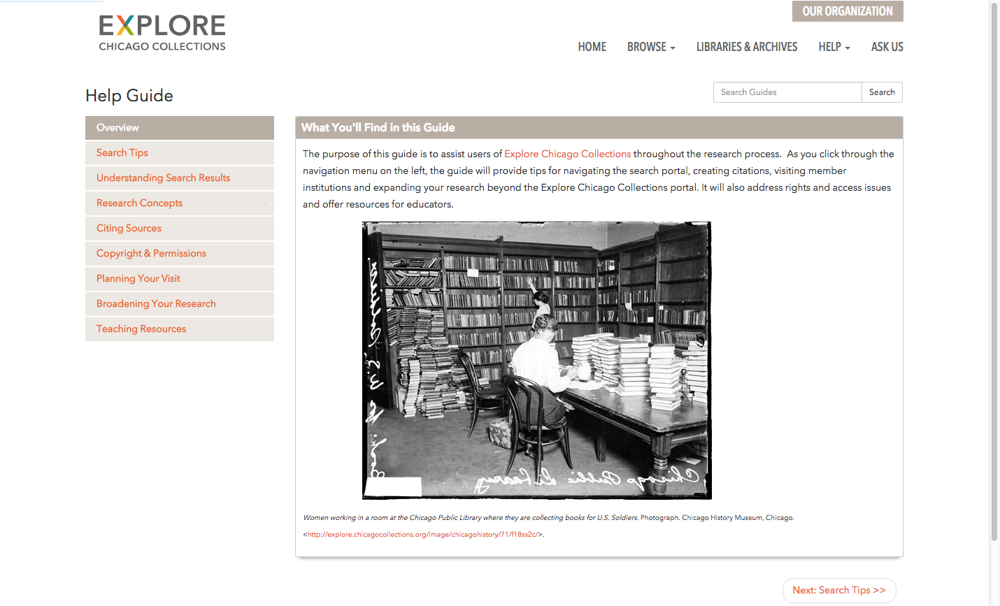 OUR ORGANIZATION
EXPLORE
CHICAGO COLLECTIONS
HOME BROWSE LIBRARIES & ARCHIVES HELP ASK US
Help Guide
Search Guides Search
Overview
Search Tips
Understanding Search Results
Research Concepts
Citing Sources
Copyright & Permissions
Planning Your Visit
Broadening Your Research
Teaching Resources
What You'll Find in this Guide
The purpose of this guide is to assist users of Explore Chicago Collections throughout the research process. As you click through the
navigation menu on the left, the guide will provide tips for navigating the search portal, creating citations, visiting member
institutions and expanding your research beyond the Explore Chicago Collections portal. It will also address rights and access issues
and offer resources for educators.
Chicago Public Library
Women working in a room at the Chicago Public Library where they are collecting books for U.S. Soldiers. Photograph. Chicago History Museum, Chicago.
<http://explore.chicagocollections.org/image/chicagohistory/71/f18ss2c/>.
Next: Search Tips >>